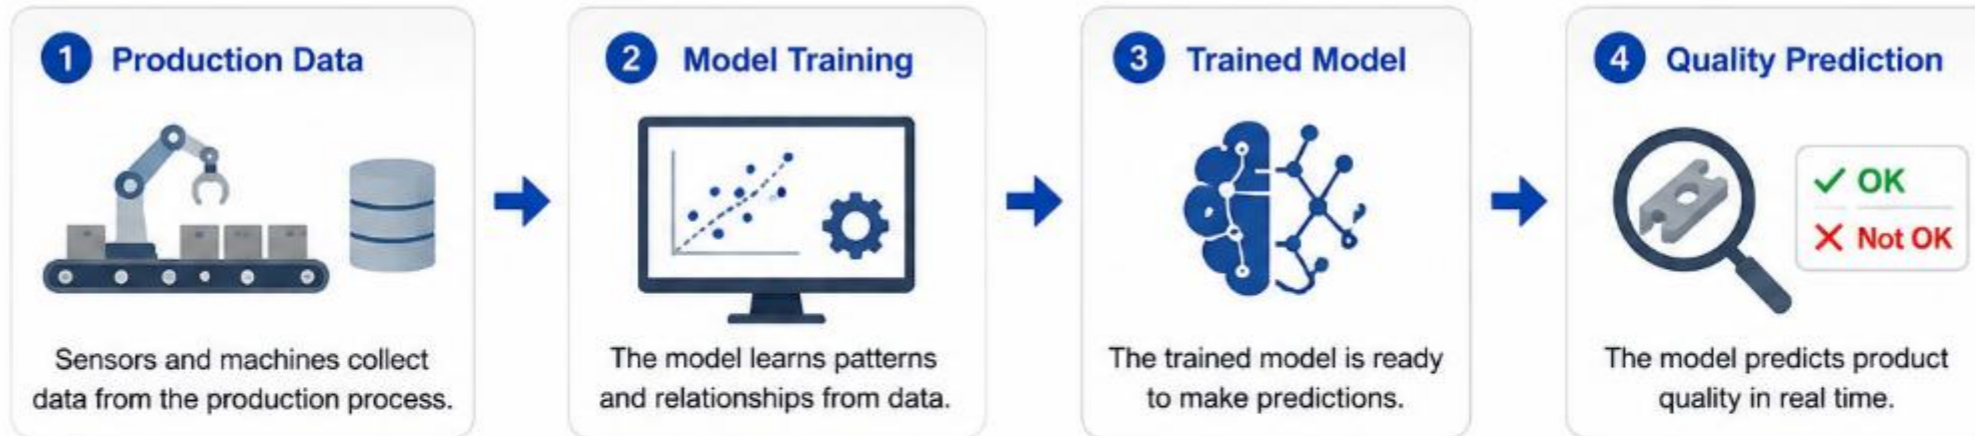 1 Production Data
Sensors and machines collect
data from the production process.
2 Model Training
The model learns patterns
and relationships from data.
3 Trained Model
The trained model is ready
to make predictions.
4 Quality Prediction
✓ OK
✗ Not OK
The model predicts product
quality in real time.